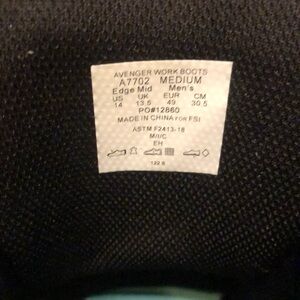 AVENGER WORK BOOTS
A7702 MEDIUM
Edge Mid Men's
US UK EUR CM
14 13.5 49 30.5
PO#12860
MADE IN CHINA FOR FSI
ASTM F2413-18
M/I/C
EH